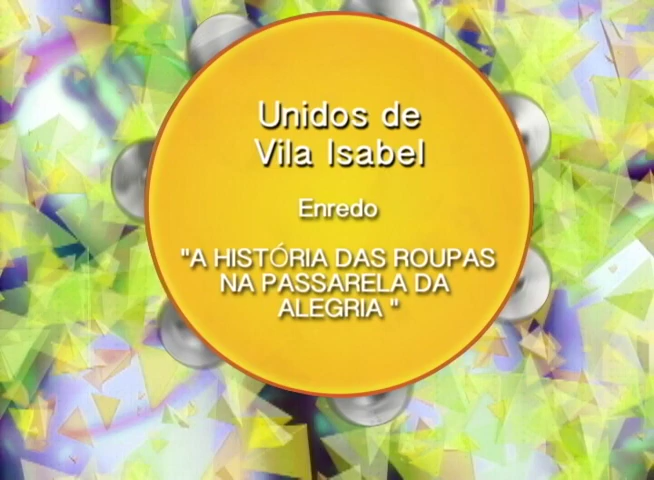 Unidos de
Vila Isabel
Enredo
"A HISTÓRIA DAS ROUPAS
NA PASSARELA DA
ALEGRIA "